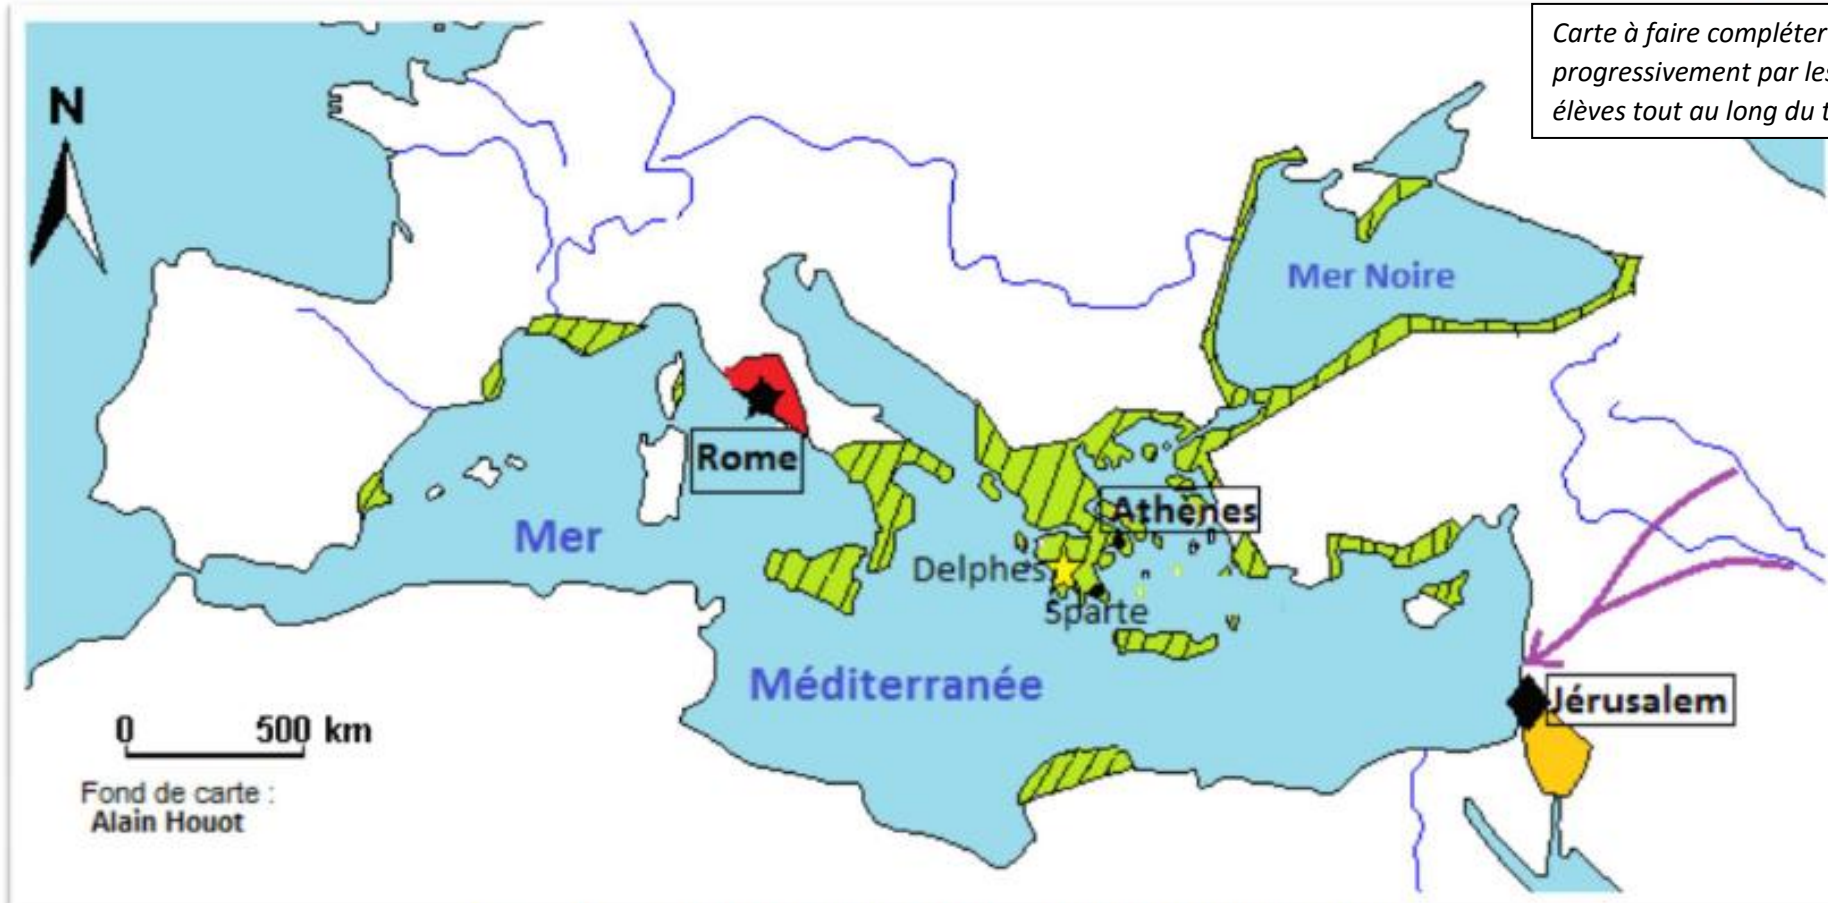 Carte à faire compléter
progressivement par les
élèves tout au long du
N
Mer Noire
Rome
Athènes
Mer
Delphes
Sparte
Méditerranée
Jérusalem
0 500 km
Fond de carte :
Alain Houot